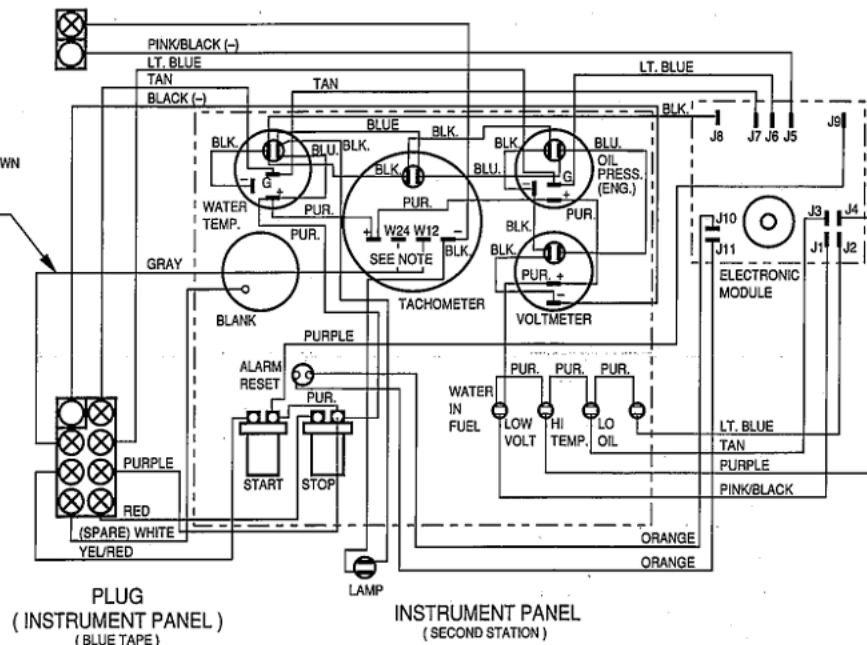 PINK/BLACK (–)
LT. BLUE
TAN
BLACK (–)
TAN
LT. BLUE
BLK.
J8
J7
J6
J5
J9
WN
BLK.
BLUE
BLK.
BLU.
BLK.
BLK.
BLU.
BLK.
BLU.
G
G
OIL
PRESS.
(ENG.)
–
+
–
+
WATER
TEMP.
PUR.
PUR.
PUR.
PUR.
+
W24
W12
–
BLK.
SEE NOTE
TACHOMETER
BLK.
BLK.
PUR.
+
–
VOLTMETER
J10
J11
J3
J4
J1
J2
ELECTRONIC
MODULE
GRAY
BLANK
PURPLE
ALARM
RESET
PUR.
START
STOP
PUR.
PUR.
PUR.
WATER
IN
FUEL
LOW
VOLT
HI
TEMP.
LO
OIL
LT. BLUE
TAN
PURPLE
PINK/BLACK
PURPLE
RED
(SPARE) WHITE
YEL/RED
ORANGE
ORANGE
LAMP
PLUG
( INSTRUMENT PANEL )
( BLUE TAPE )
INSTRUMENT PANEL
( SECOND STATION )